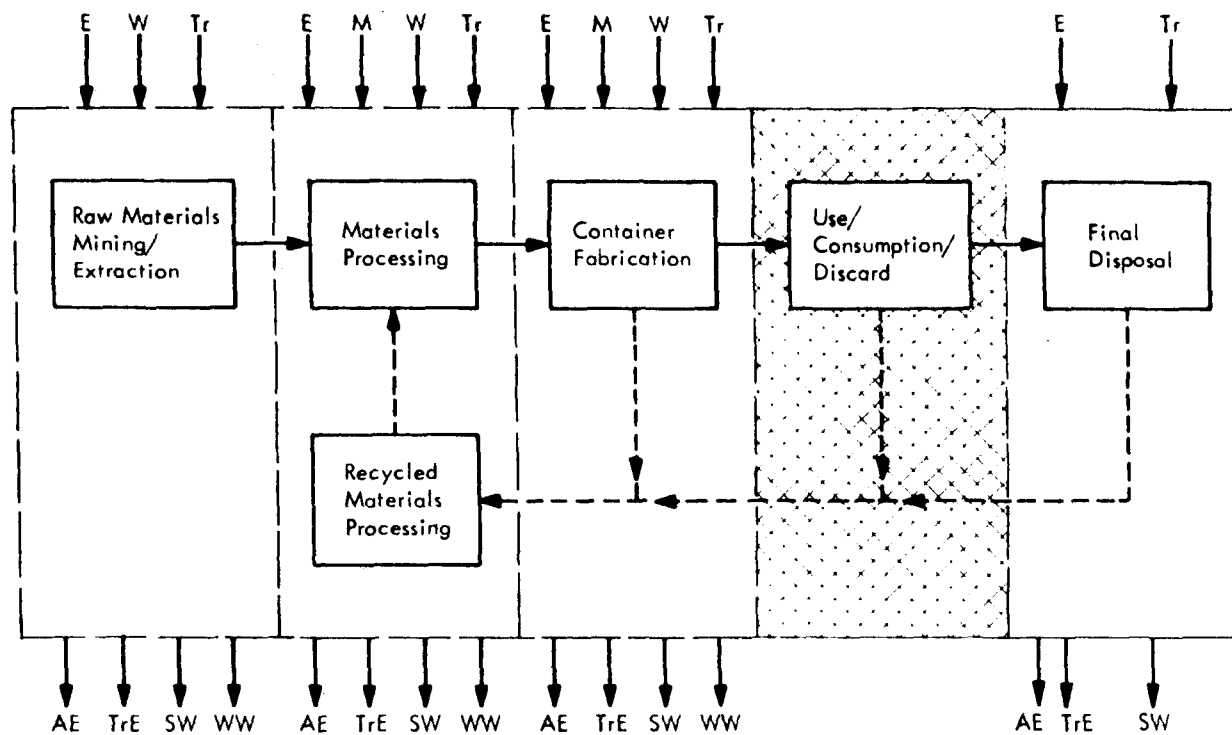 E W Tr E M W Tr E M W Tr E Tr
Raw Materials
Mining/
Extraction
Materials
Processing
Container
Fabrication
Use/
Consumption/
Discard
Final
Disposal
Recycled
Materials
Processing
AE TrE SW WW AE TrE SW WW AE TrE SW WW AE TrE SW